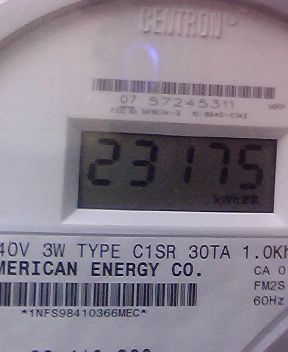 CENTRON
07 57245311
23175
kWh
40V 3W TYPE C1SR 30TA 1.0Kh
MERICAN ENERGY CO.
CA 0
FM2S
60Hz
*1NFS98410366MEC*